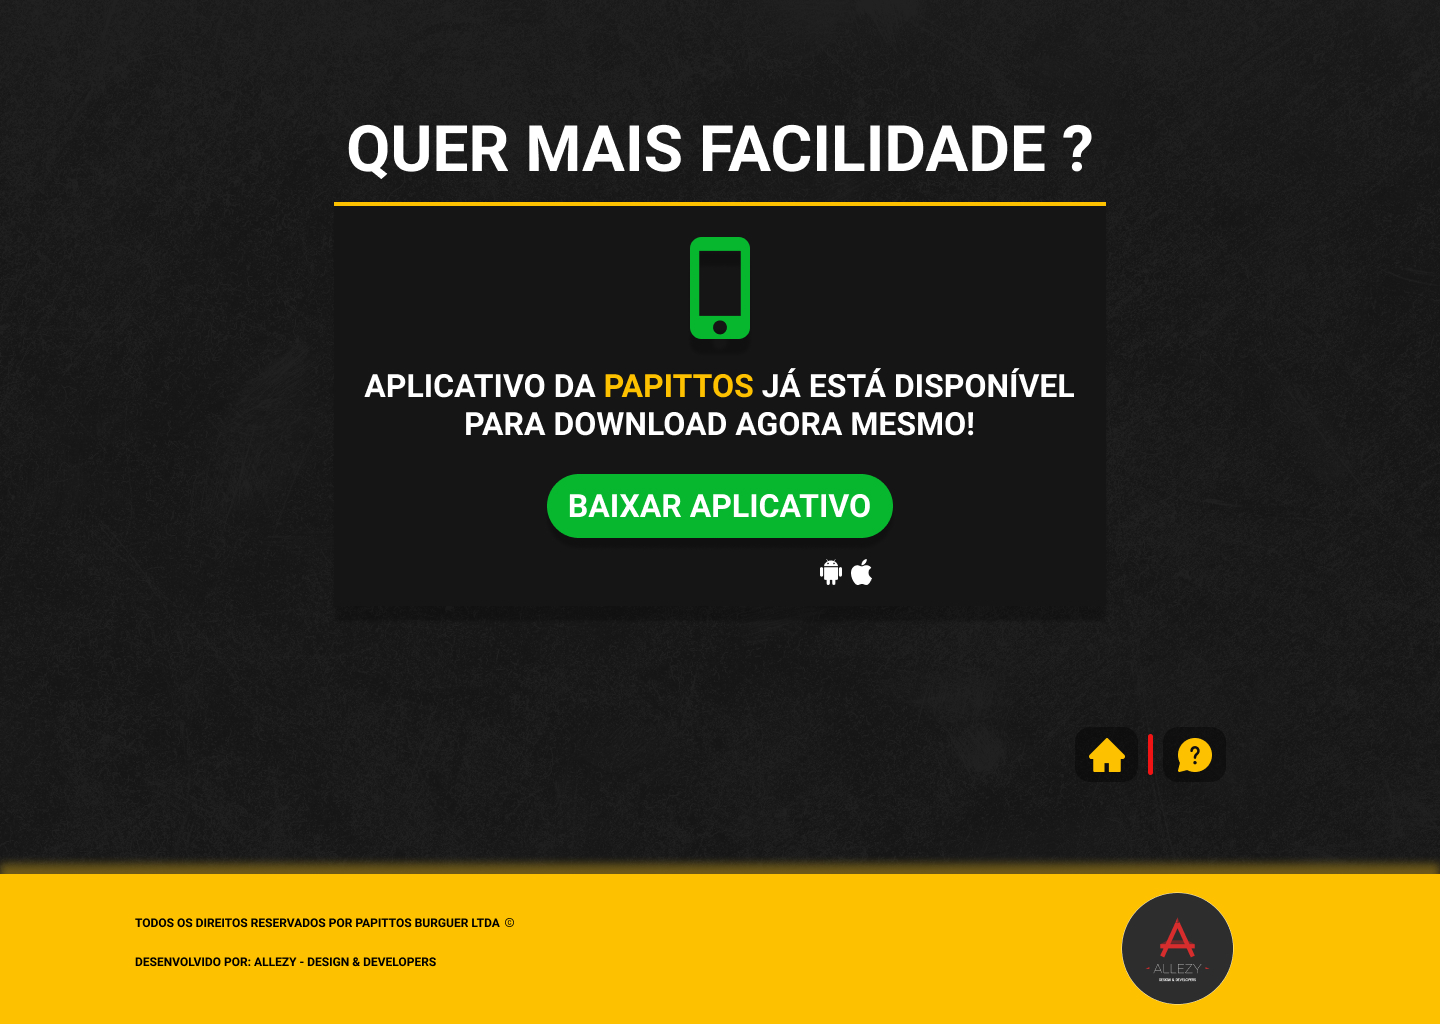 QUER MAIS FACILIDADE ?
APLICATIVO DA PAPITTOS JÁ ESTÁ DISPONÍVEL
PARA DOWNLOAD AGORA MESMO!
BAIXAR APLICATIVO
?
TODOS OS DIREITOS RESERVADOS POR PAPITTOS BURGUER LTDA ©
DESENVOLVIDO POR: ALLEZY - DESIGN & DEVELOPERS
A
- ALLEZY -
DESIGN & DEVELOPERS